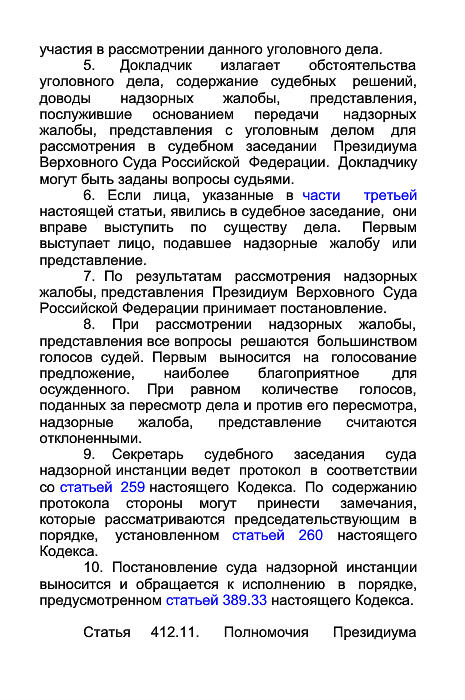 участия в рассмотрении данного уголовного дела.
5. Докладчик излагает обстоятельства
уголовного дела, содержание судебных решений,
доводы надзорных жалобы, представления,
послужившие основанием передачи надзорных
жалобы, представления с уголовным делом для
рассмотрения в судебном заседании Президиума
Верховного Суда Российской Федерации. Докладчику
могут быть заданы вопросы судьями.
6. Если лица, указанные в части третьей
настоящей статьи, явились в судебное заседание, они
вправе выступить по существу дела. Первым
выступает лицо, подавшее надзорные жалобу или
представление.
7. По результатам рассмотрения надзорных
жалобы, представления Президиум Верховного Суда
Российской Федерации принимает постановление.
8. При рассмотрении надзорных жалобы,
представления все вопросы решаются большинством
голосов судей. Первым выносится на голосование
предложение, наиболее благоприятное для
осужденного. При равном количестве голосов,
поданных за пересмотр дела и против его пересмотра,
надзорные жалоба, представление считаются
отклоненными.
9. Секретарь судебного заседания суда
надзорной инстанции ведет протокол в соответствии
со статьей 259 настоящего Кодекса. По содержанию
протокола стороны могут принести замечания,
которые рассматриваются председательствующим в
порядке, установленном статьей 260 настоящего
Кодекса.
10. Постановление суда надзорной инстанции
выносится и обращается к исполнению в порядке,
предусмотренном статьей 389.33 настоящего Кодекса.
Статья 412.11. Полномочия Президиума